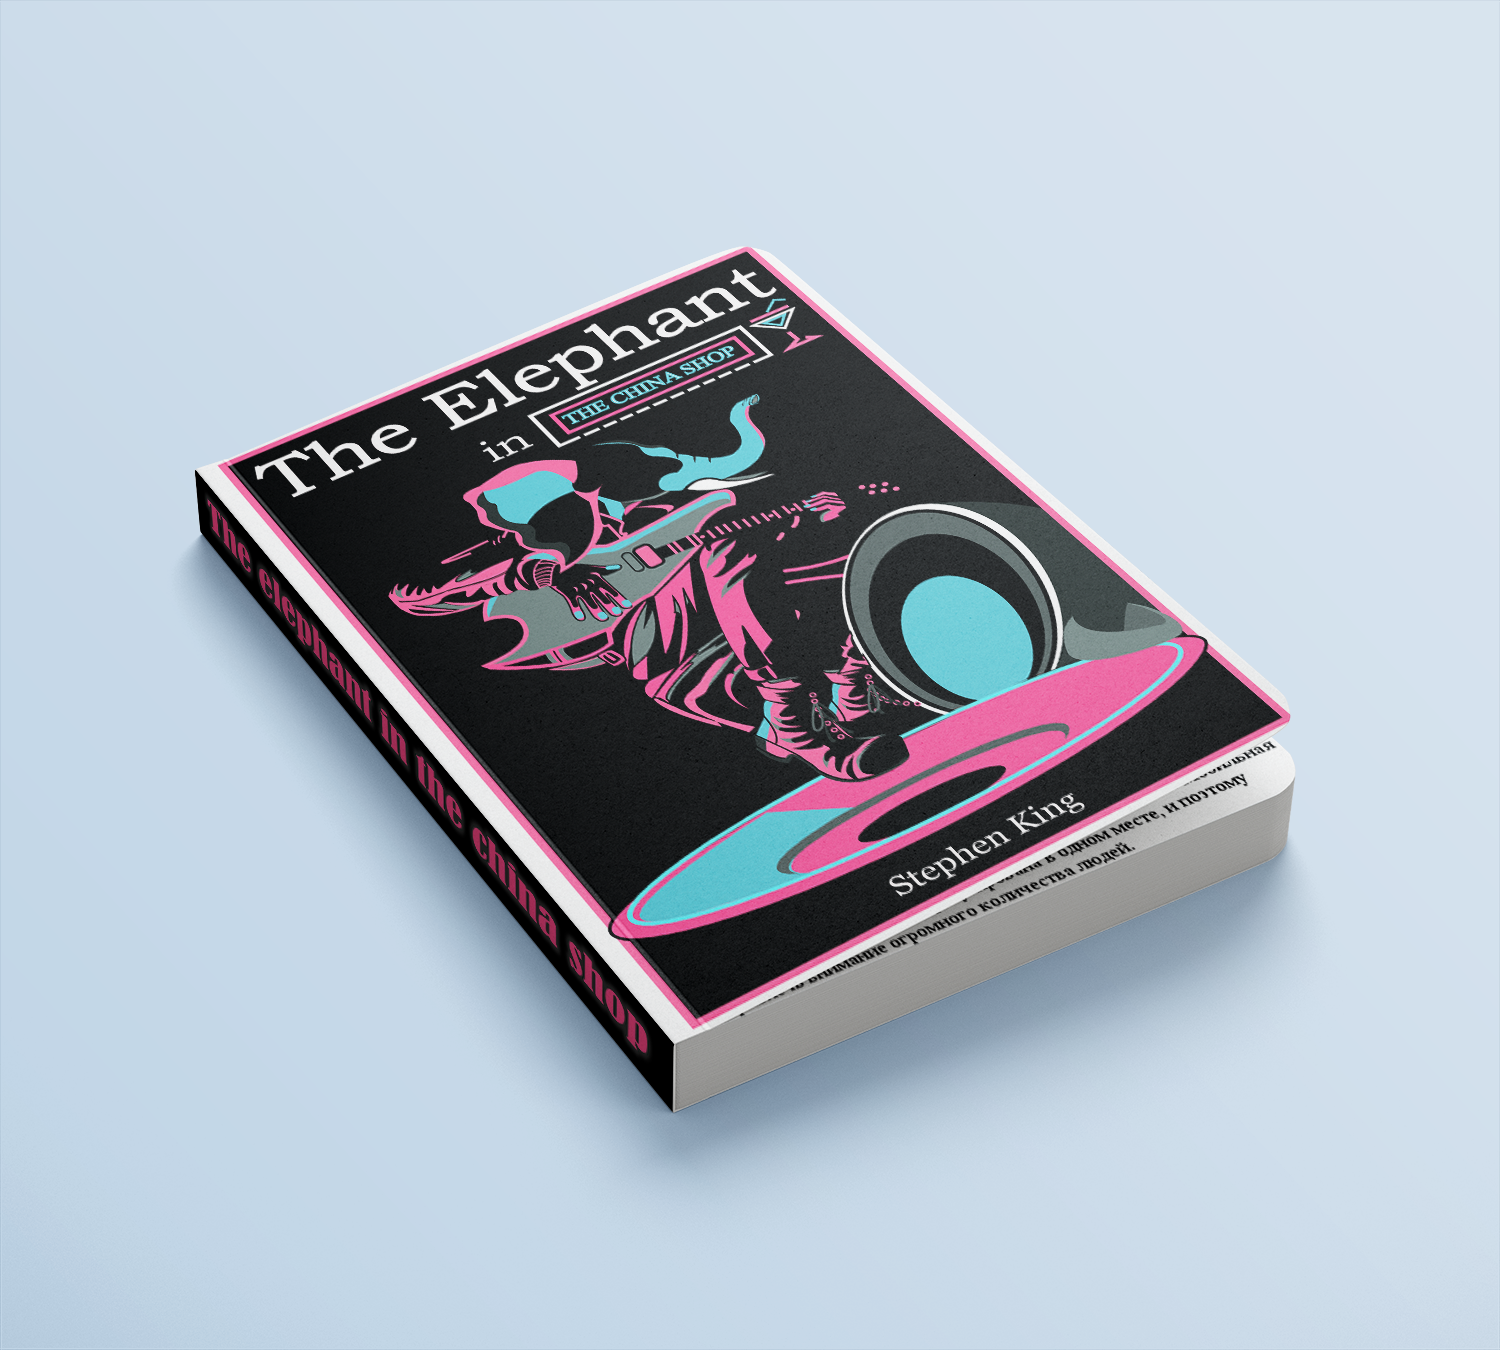 The Elephant
in THE CHINA SHOP
Stephen King
The elephant in the china shop
в одном месте, и поэтому
внимание огромного количества людей.